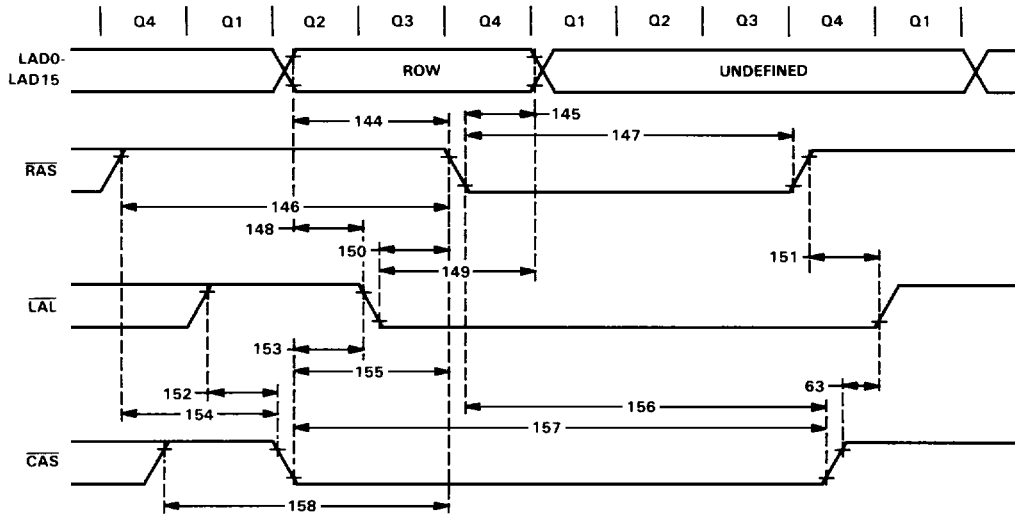 Q4 Q1 Q2 Q3 Q4 Q1 Q2 Q3 Q4 Q1
LAD0-
LAD15
ROW
UNDEFINED
144
145
147
RAS
146
148
150
149
151
LAL
153
155
152
63
154
156
157
CAS
158